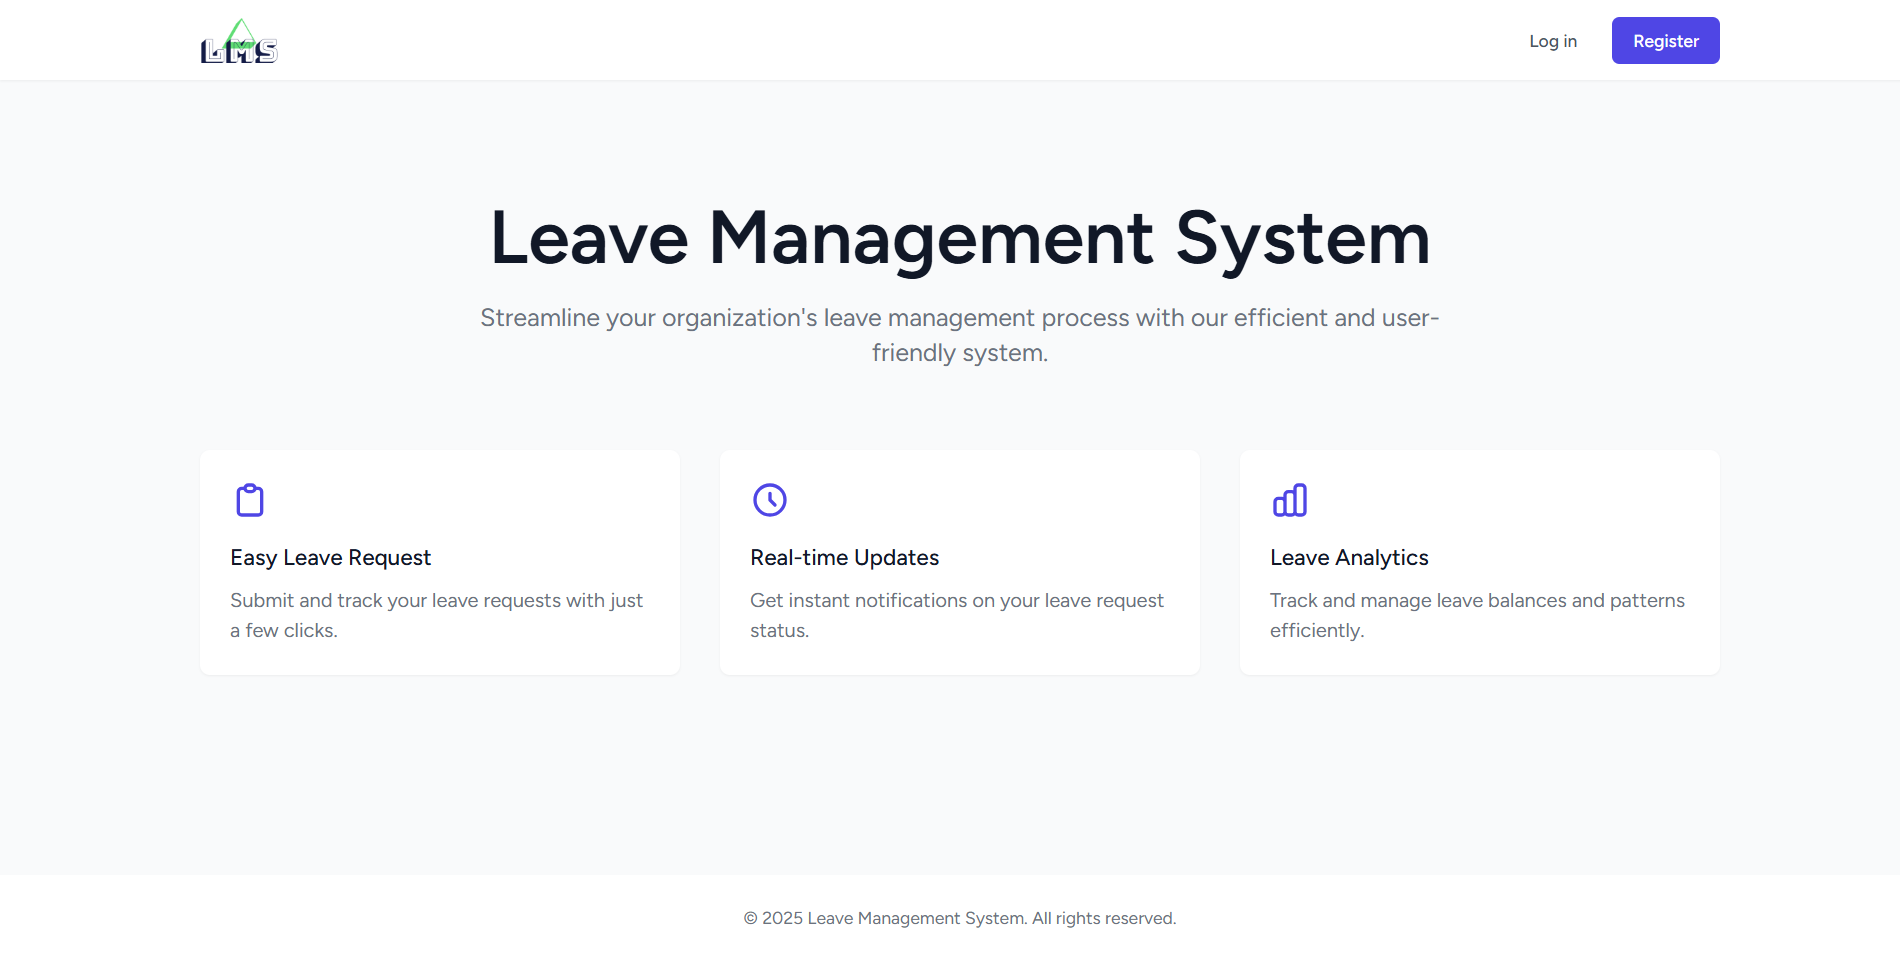 LMS
Log in
Register
Leave Management System
Streamline your organization's leave management process with our efficient and user-
friendly system.
Easy Leave Request
Submit and track your leave requests with just
a few clicks.
Real-time Updates
Get instant notifications on your leave request
status.
Leave Analytics
Track and manage leave balances and patterns
efficiently.
© 2025 Leave Management System. All rights reserved.